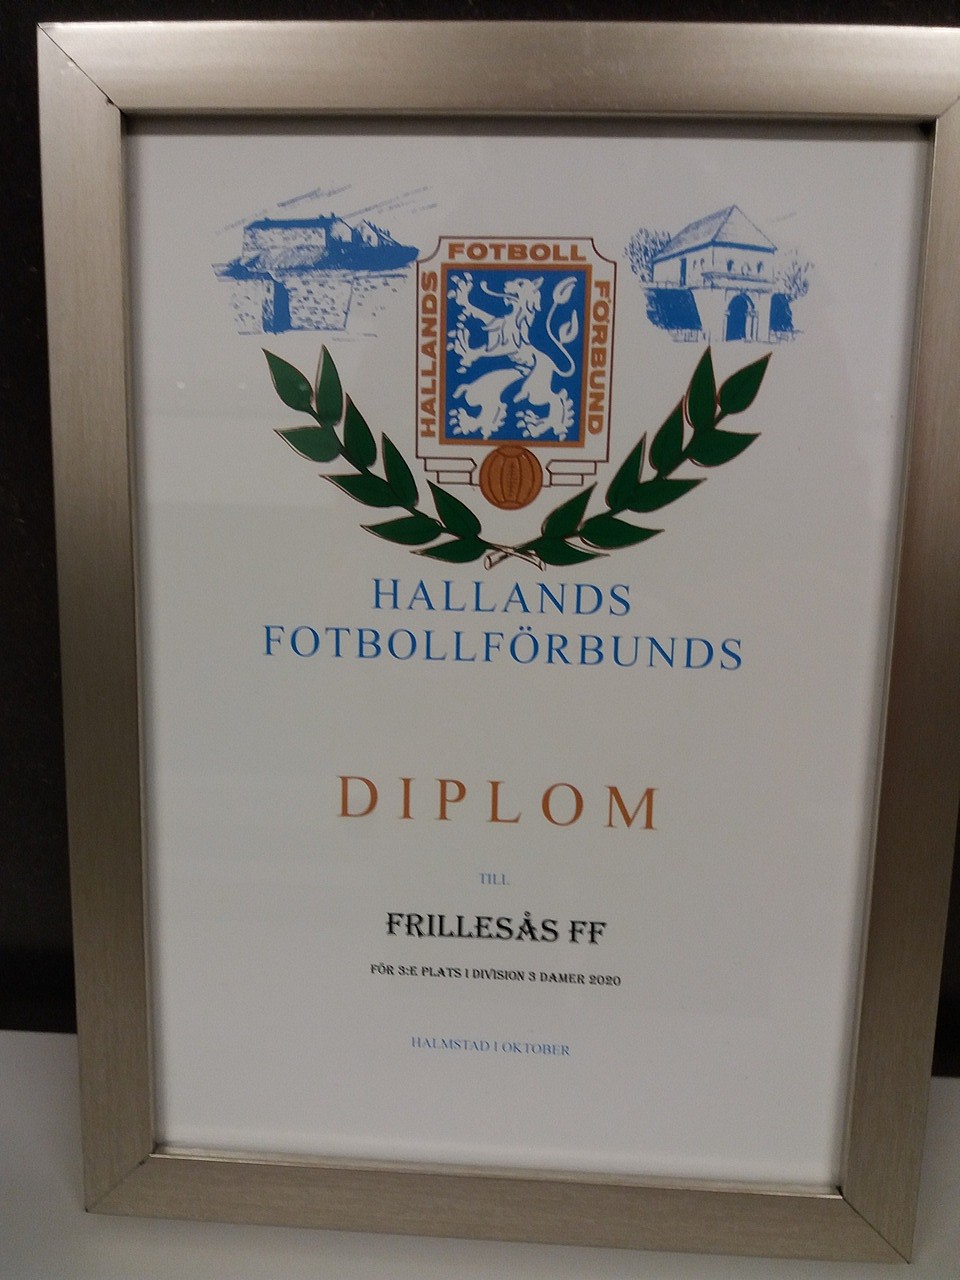 FOTBOLL
HALLANDS
FÖRBUND
HALLANDS
FOTBOLLFÖRBUNDS
DIPLOM
TILL
FRILLESÅS FF
FÖR 3:E PLATS I DIVISION 3 DAMER 2020
HALMSTAD I OKTOBER